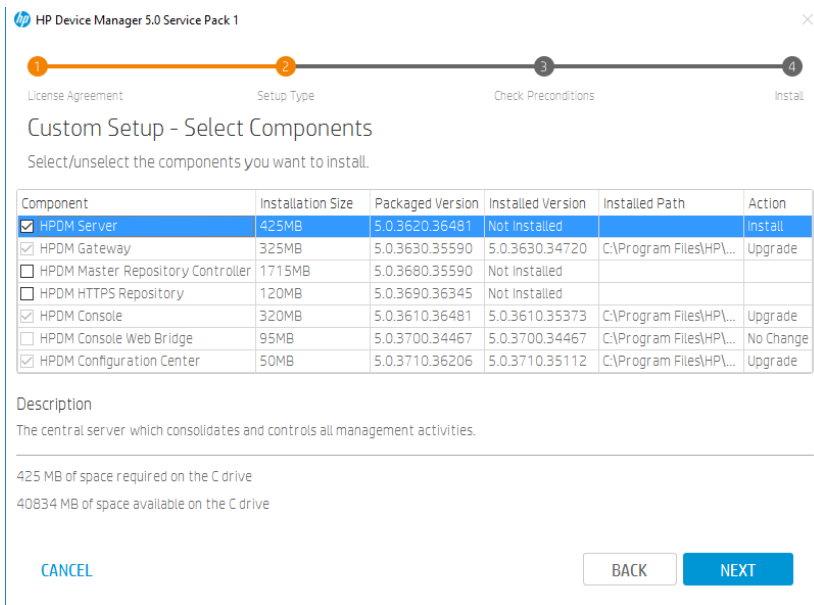 hp HP Device Manager 5.0 Service Pack 1
1 2 3 4
License Agreement Setup Type Check Preconditions Install
Custom Setup - Select Components
Select/unselect the components you want to install.
Component Installation Size Packaged Version Installed Version Installed Path Action
HPDM Server 425MB 5.0.3620.36481 Not Installed Install
HPDM Gateway 325MB 5.0.3630.35590 5.0.3630.34720 C:\Program Files\HP\... Upgrade
HPDM Master Repository Controller 1715MB 5.0.3680.35590 Not Installed
HPDM HTTPS Repository 120MB 5.0.3690.36345 Not Installed
HPDM Console 320MB 5.0.3610.36481 5.0.3610.35373 C:\Program Files\HP\... Upgrade
HPDM Console Web Bridge 95MB 5.0.3700.34467 5.0.3700.34467 C:\Program Files\HP\... No Change
HPDM Configuration Center 50MB 5.0.3710.36206 5.0.3710.35112 C:\Program Files\HP\... Upgrade
Description
The central server which consolidates and controls all management activities.
425 MB of space required on the C drive
40834 MB of space available on the C drive
CANCEL BACK NEXT